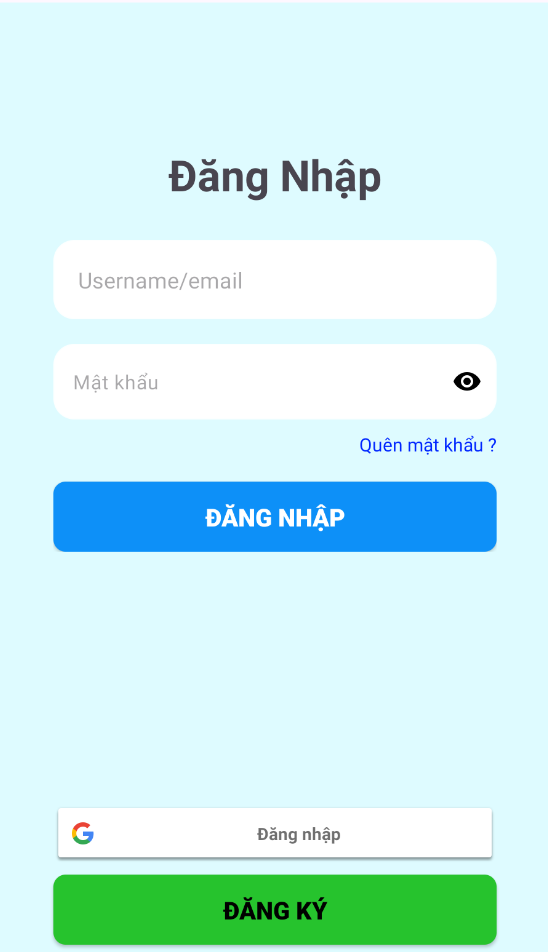 Đăng Nhập
Username/email
Mật khẩu
Quên mật khẩu ?
ĐĂNG NHẬP
Đăng nhập
ĐĂNG KÝ